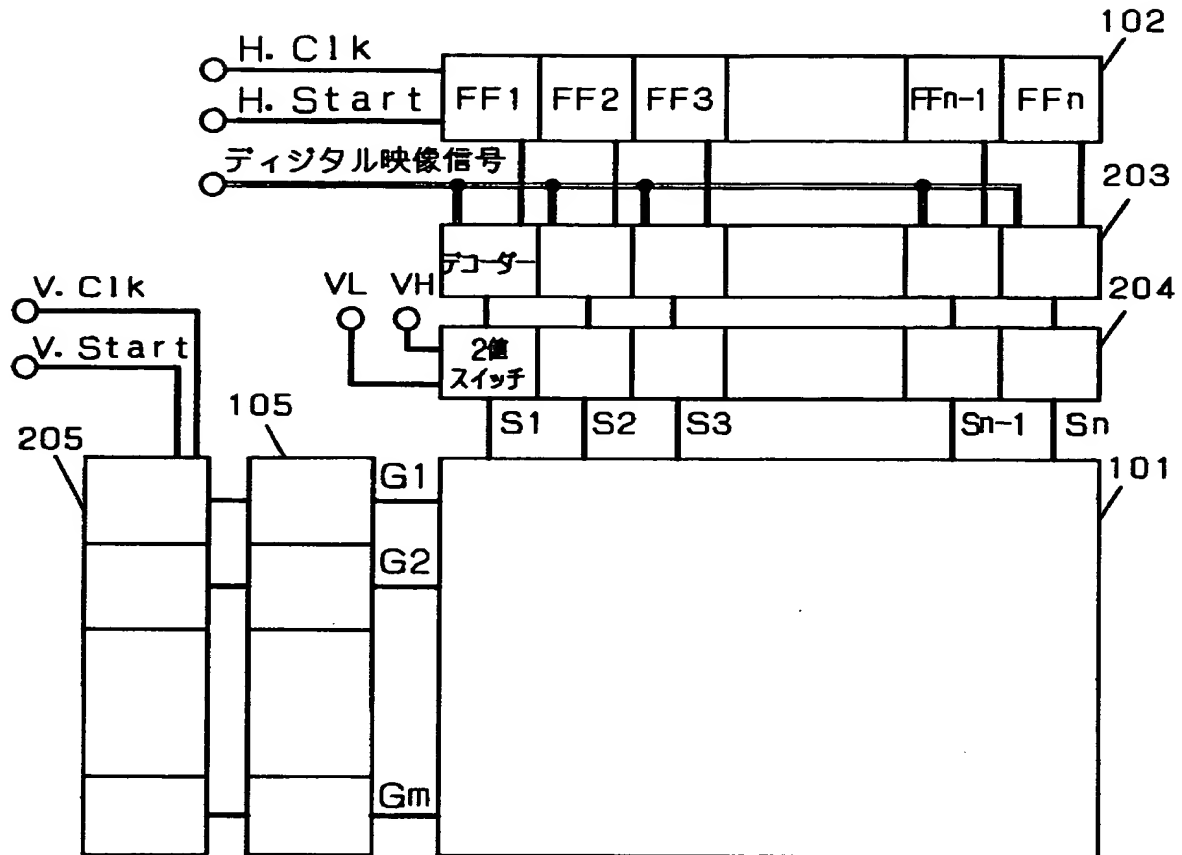 102
H. Clk
H. Start
FF1 FF2 FF3 FFn-1 FFn
ディジタル映像信号
203
デコーダー
VL VH
204
V. Clk
V. Start
2値
スイッチ
S1 S2 S3 Sn-1 Sn
205
105
101
G1
G2
Gm